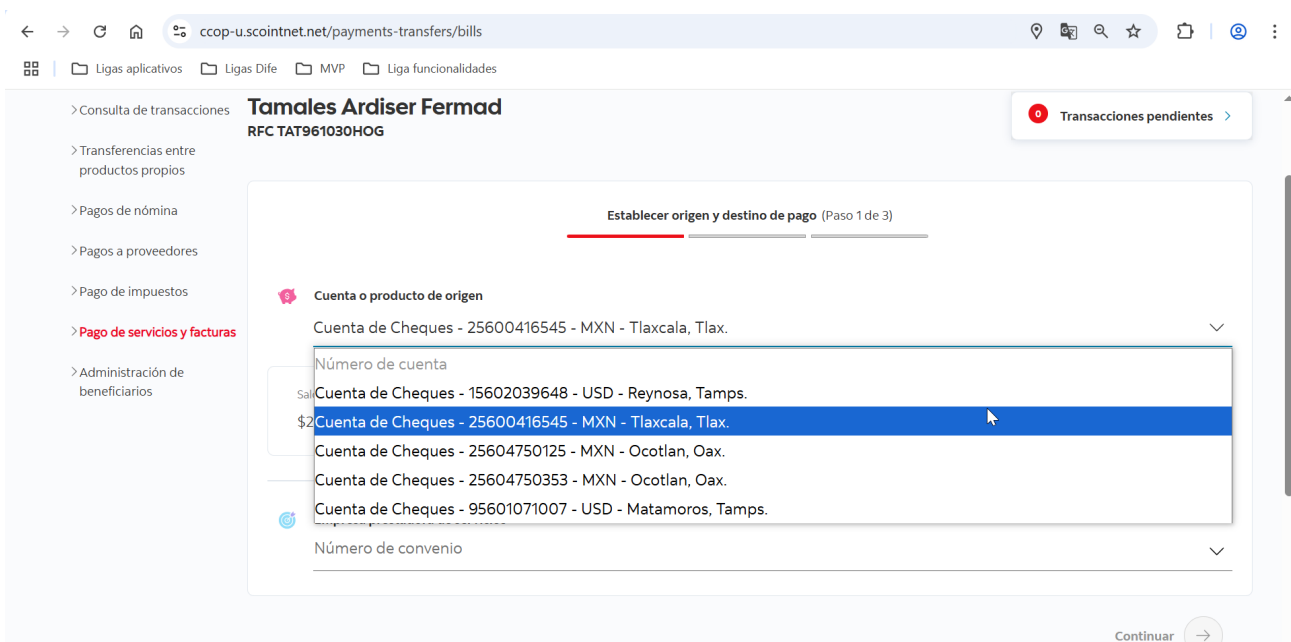 ccop-u.scointnet.net/payments-transfers/bills
Ligas aplicativos
Ligas Dife
MVP
Liga funcionalidades
Consulta de transacciones
Transferencias entre
productos propios
Pagos de nómina
Pagos a proveedores
Pago de impuestos
Pago de servicios y facturas
Administración de
beneficiarios
Tamales Ardiser Fermad
RFC TAT961030HOG
0 Transacciones pendientes
Establecer origen y destino de pago (Paso 1 de 3)
Cuenta o producto de origen
Cuenta de Cheques - 25600416545 - MXN - Tlaxcala, Tlax.
Número de cuenta
Cuenta de Cheques - 15602039648 - USD - Reynosa, Tamps.
Cuenta de Cheques - 25600416545 - MXN - Tlaxcala, Tlax.
Cuenta de Cheques - 25604750125 - MXN - Ocotlan, Oax.
Cuenta de Cheques - 25604750353 - MXN - Ocotlan, Oax.
Cuenta de Cheques - 95601071007 - USD - Matamoros, Tamps.
Número de convenio
Continuar